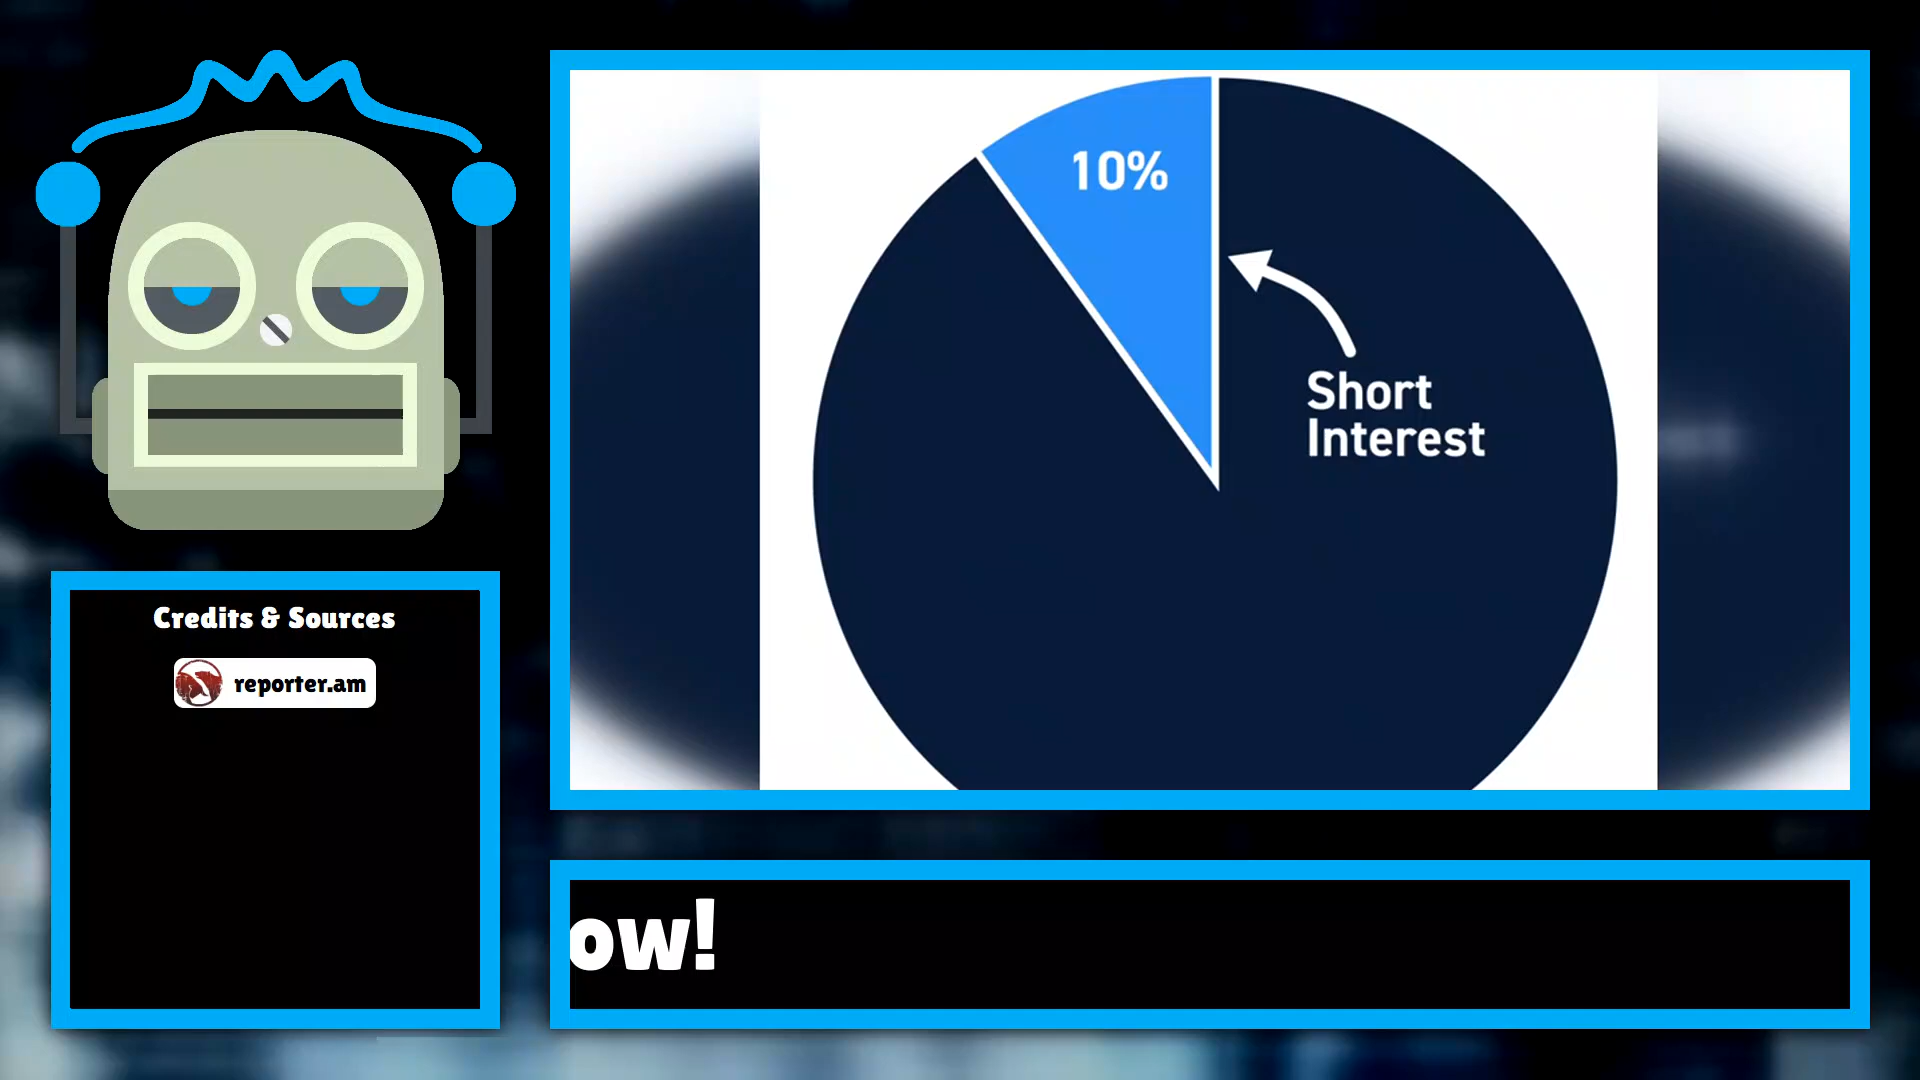 10%
Short
Interest
Credits & Sources
reporter.am
ow!